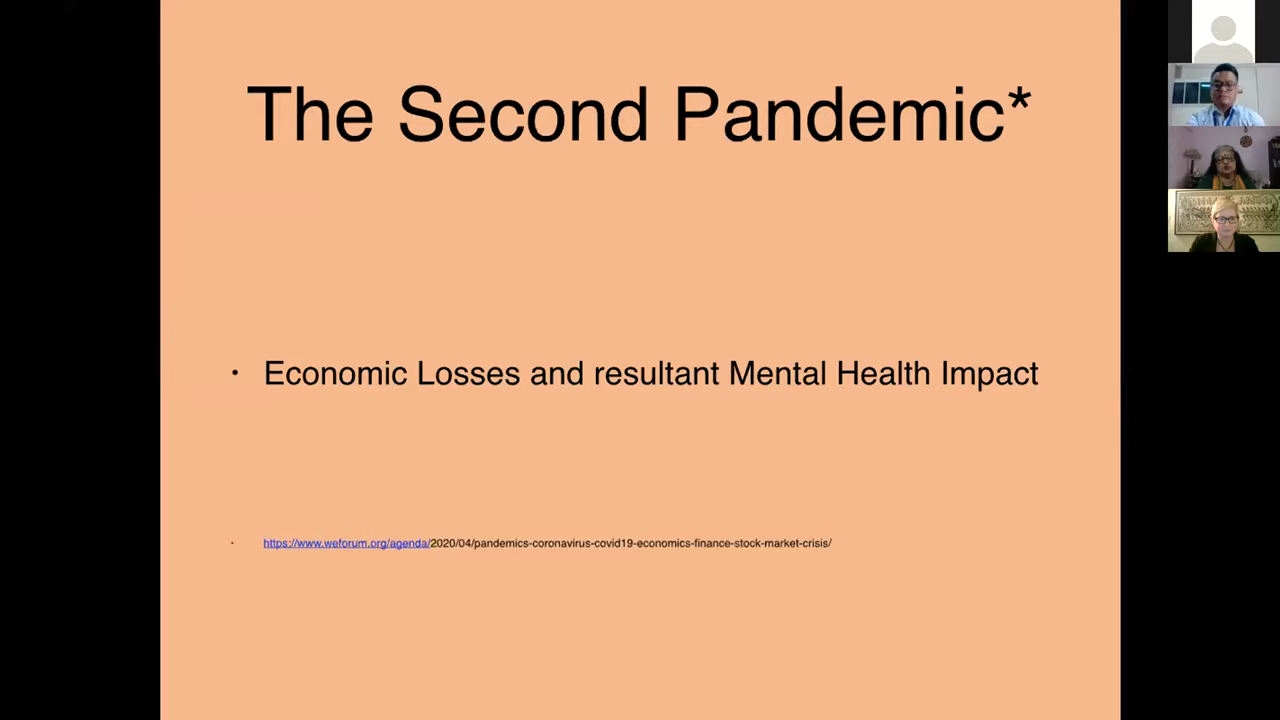 The Second Pandemic*
• Economic Losses and resultant Mental Health Impact
• https://www.weforum.org/agenda/2020/04/pandemics-coronavirus-covid19-economics-finance-stock-market-crisis/